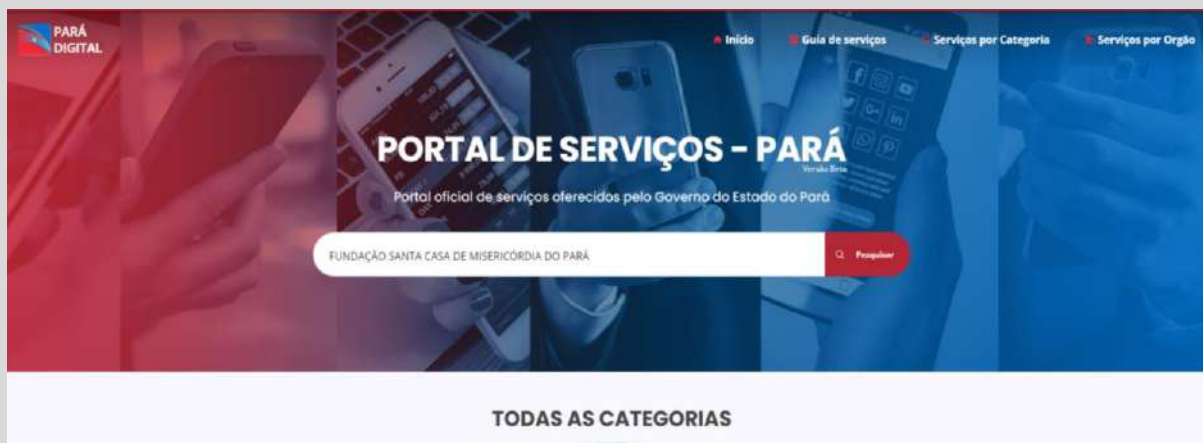 PARÁ
DIGITAL
Início
Guia de serviços
Serviços por Categoria
Serviços por Orgão
PORTAL DE SERVIÇOS - PARÁ
Versão Beta
Portal oficial de serviços oferecidos pelo Governo do Estado do Pará
FUNDAÇÃO SANTA CASA DE MISERICÓRDIA DO PARÁ
Pesquisar
TODAS AS CATEGORIAS